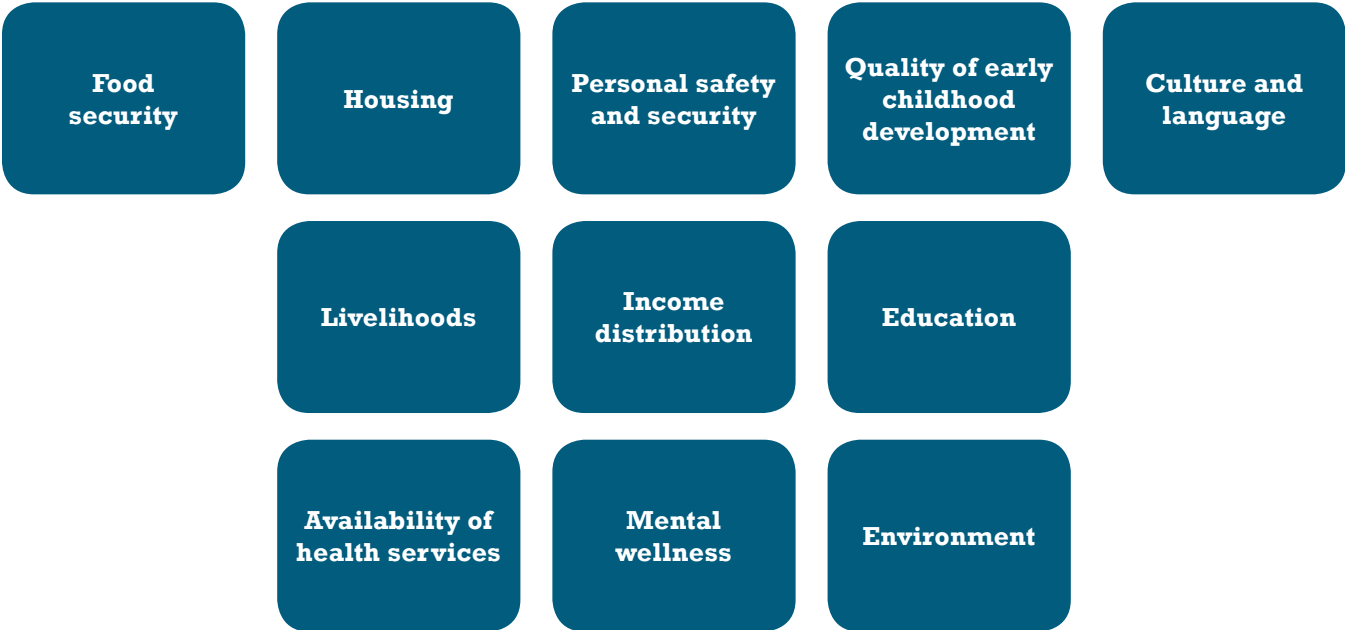 Food
security
Housing
Personal safety
and security
Quality of early
childhood
development
Culture and
language
Livelihoods
Income
distribution
Education
Availability of
health services
Mental
wellness
Environment